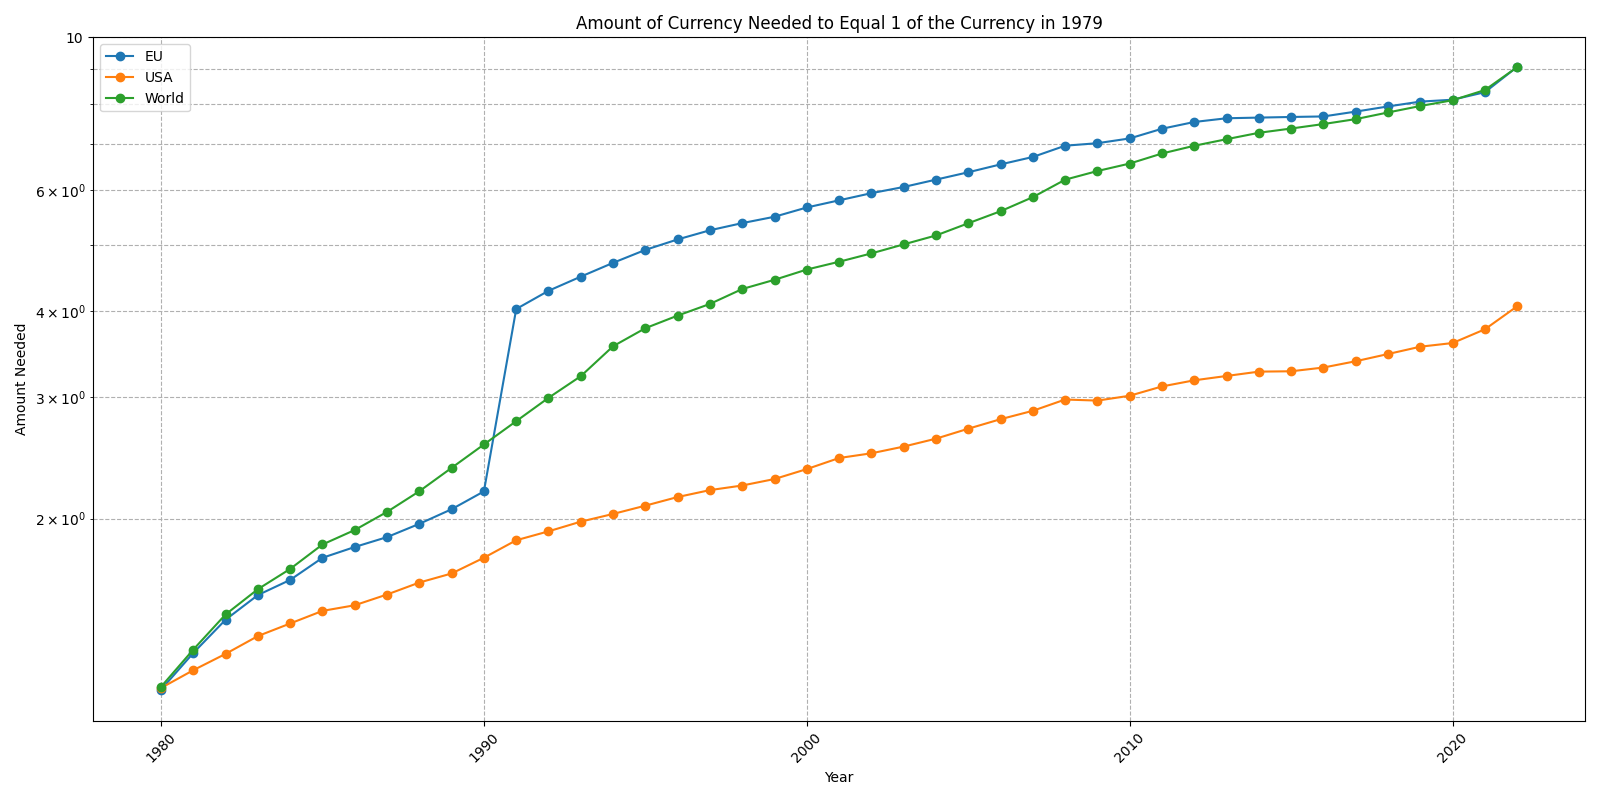 Amount of Currency Needed to Equal 1 of the Currency in 1979
EU
USA
World
10
6 × 10⁰
4 × 10⁰
3 × 10⁰
2 × 10⁰
Amount Needed
1980
1990
2000
2010
2020
Year